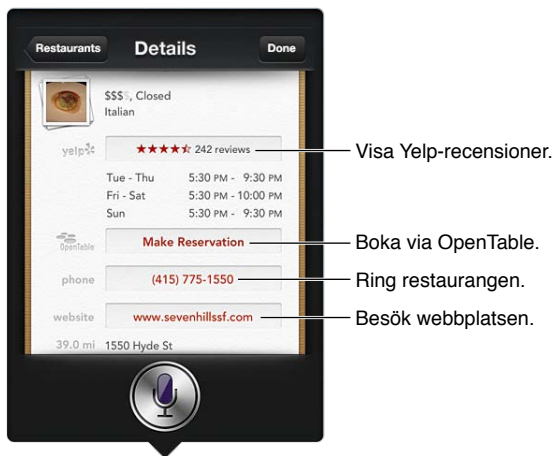 Restaurants Details Done
$$$$, Closed
Italian
yelp 242 reviews
Visa Yelp-recensioner.
Tue - Thu 5:30 PM - 9:30 PM
Fri - Sat 5:30 PM - 10:00 PM
Sun 5:30 PM - 9:30 PM
OpenTable Make Reservation
Boka via OpenTable.
phone (415) 775-1550
Ring restaurangen.
website www.sevenhillssf.com
Besök webbplatsen.
39.0 mi 1550 Hyde St